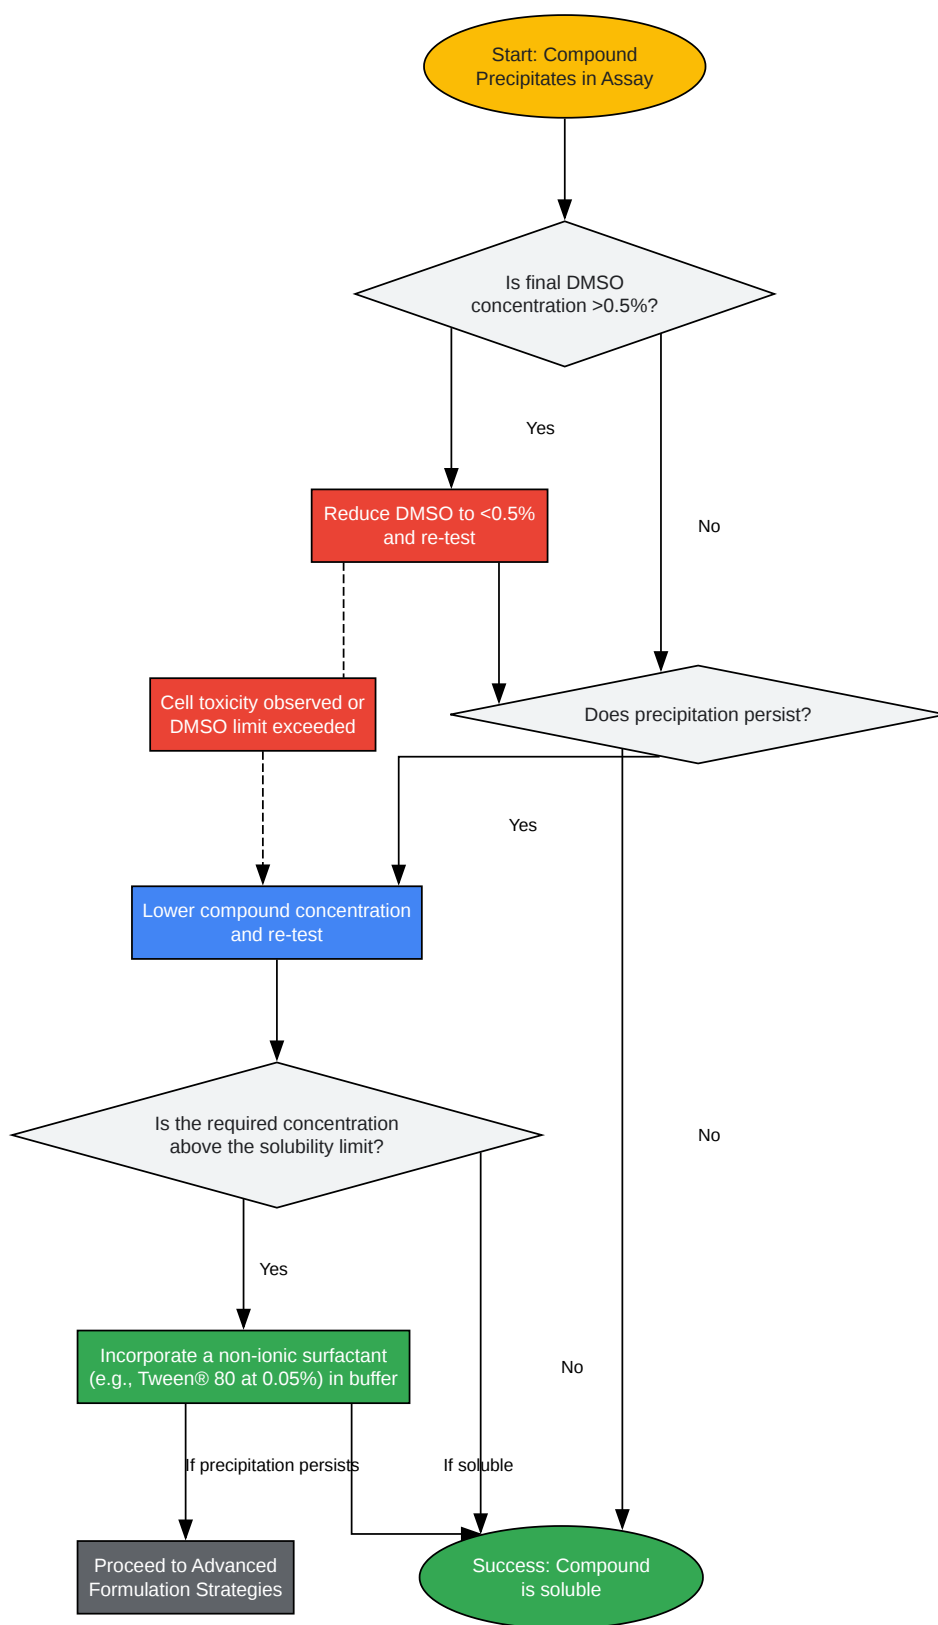 Start: Compound
Precipitates in Assay
Is final DMSO
concentration >0.5%?
Yes
Reduce DMSO to <0.5%
and re-test
No
Cell toxicity observed or
DMSO limit exceeded
Does precipitation persist?
Yes
Lower compound concentration
and re-test
Is the required concentration
above the solubility limit?
No
Yes
Incorporate a non-ionic surfactant
(e.g., Tween® 80 at 0.05%) in buffer
No
If precipitation persists
If soluble
Proceed to Advanced
Formulation Strategies
Success: Compound
is soluble